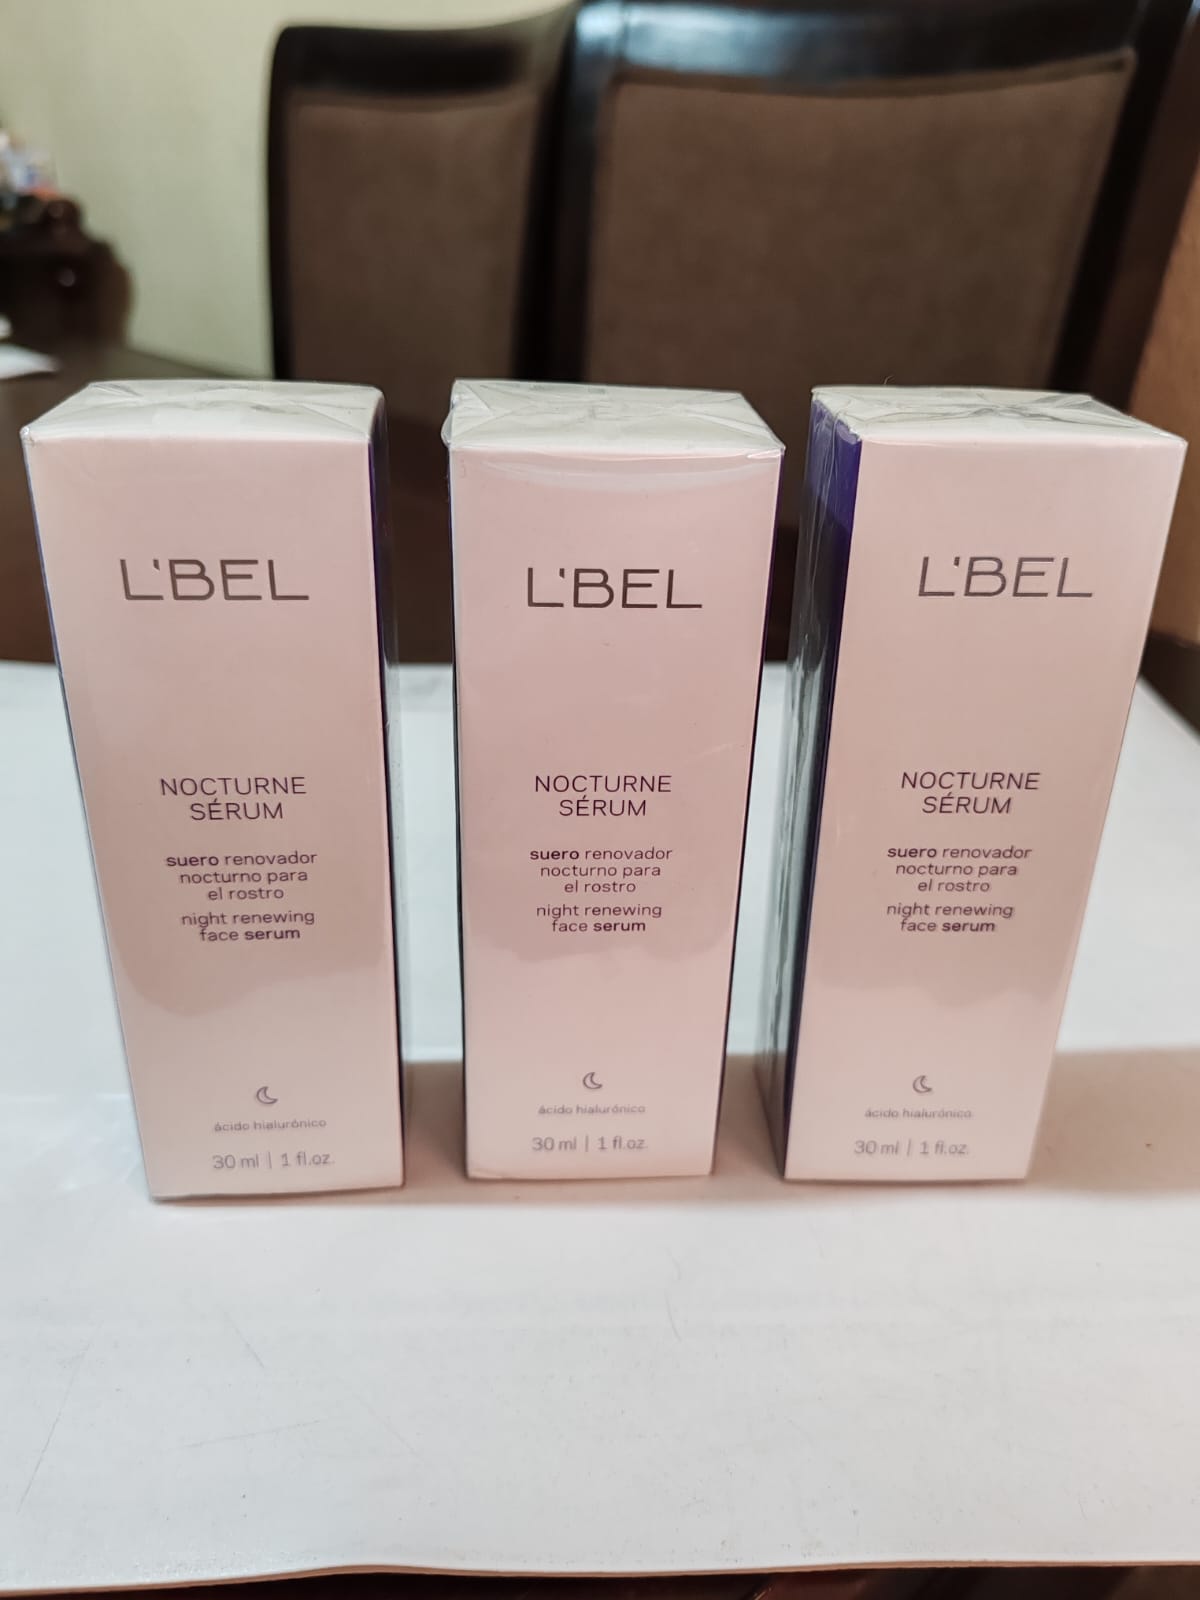 L'BEL
NOCTURNE
SÉRUM
suero renovador
nocturno para
el rostro
night renewing
face serum
ácido hialurónico
30 ml | 1 fl.oz.
L'BEL
NOCTURNE
SÉRUM
suero renovador
nocturno para
el rostro
night renewing
face serum
ácido hialurónico
30 ml | 1 fl.oz.
L'BEL
NOCTURNE
SÉRUM
suero renovador
nocturno para
el rostro
night renewing
face serum
ácido hialurónico
30 ml | 1 fl.oz.